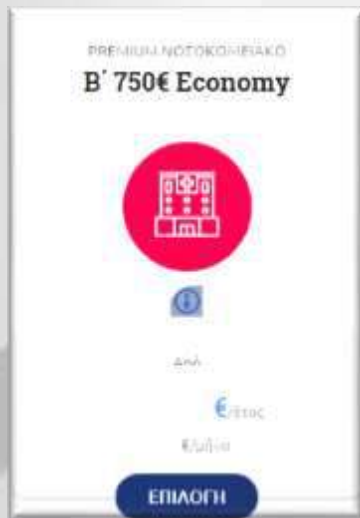 PREMIUM ΝΟΣΟΚΟΜΕΙΑΚΟ
Β΄ 750€ Economy
Από
€/έτος
€/μήνα
ΕΠΙΛΟΓΗ